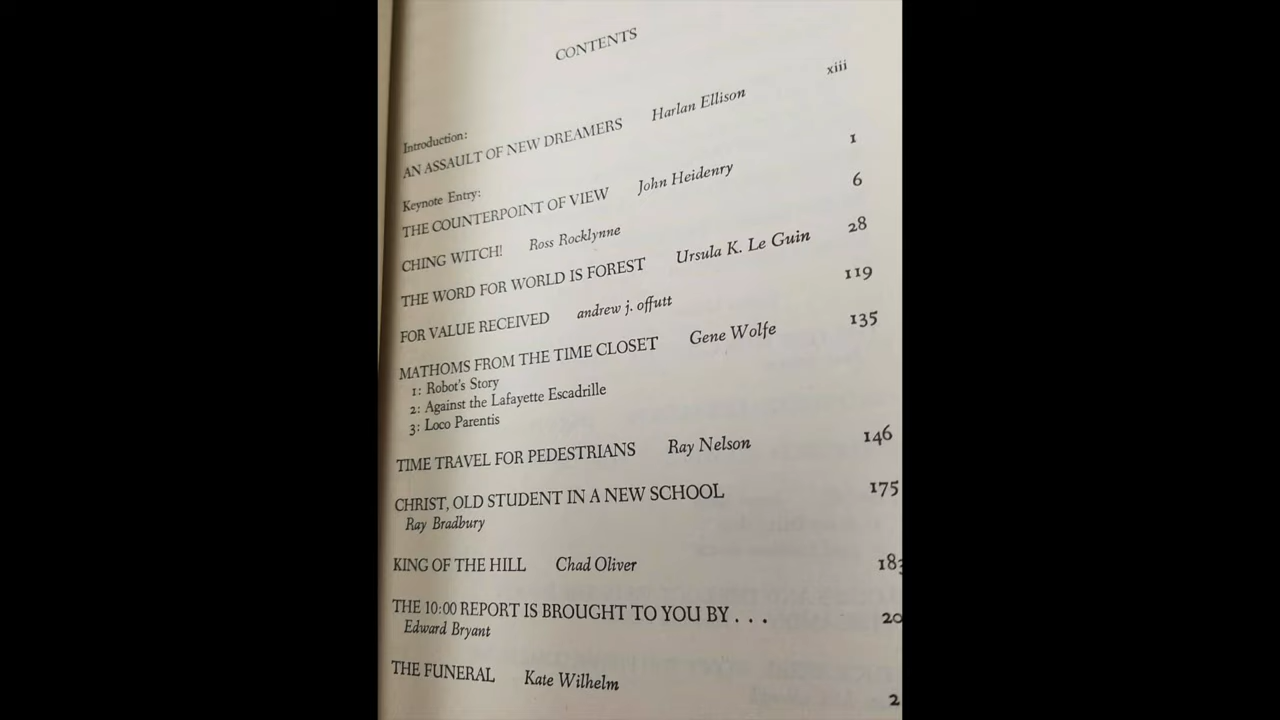 CONTENTS
Introduction:
AN ASSAULT OF NEW DREAMERS Harlan Ellison xiii
Keynote Entry:
THE COUNTERPOINT OF VIEW John Heidenry 1
CHING WITCH! Ross Rocklynne 6
THE WORD FOR WORLD IS FOREST Ursula K. Le Guin 28
FOR VALUE RECEIVED andrew j. offutt 119
MATHOMS FROM THE TIME CLOSET Gene Wolfe 135
1: Robot's Story
2: Against the Lafayette Escadrille
3: Loco Parentis
TIME TRAVEL FOR PEDESTRIANS Ray Nelson 146
CHRIST, OLD STUDENT IN A NEW SCHOOL 175
Ray Bradbury
KING OF THE HILL Chad Oliver 183
THE 10:00 REPORT IS BROUGHT TO YOU BY . . . 20
Edward Bryant
THE FUNERAL Kate Wilhelm 2